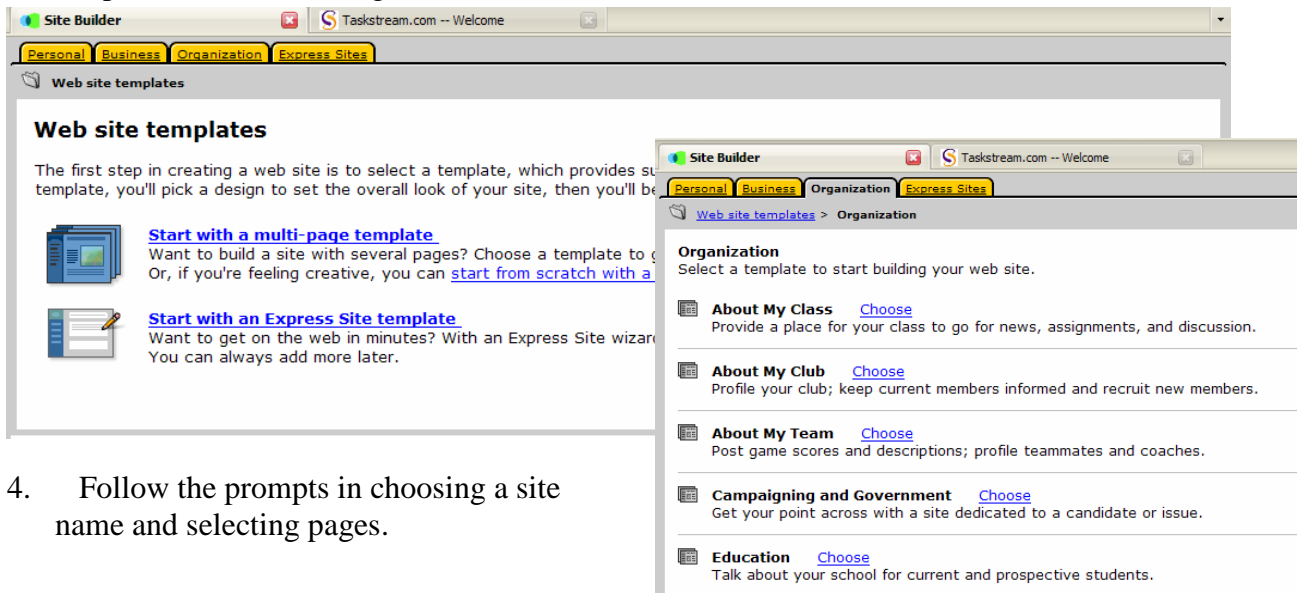 Site Builder
Taskstream.com -- Welcome
Personal Business Organization Express Sites
Web site templates
Web site templates
The first step in creating a web site is to select a template, which provides
template, you'll pick a design to set the overall look of your site, then you'll
Start with a multi-page template
Want to build a site with several pages? Choose a template to
Or, if you're feeling creative, you can start from scratch with a
Start with an Express Site template
Want to get on the web in minutes? With an Express Site
You can always add more later.
4. Follow the prompts in choosing a site
name and selecting pages.
Site Builder
Taskstream.com -- Welcome
Personal Business Organization Express Sites
Web site templates > Organization
Organization
Select a template to start building your web site.
About My Class Choose
Provide a place for your class to go for news, assignments, and discussion.
About My Club Choose
Profile your club; keep current members informed and recruit new members.
About My Team Choose
Post game scores and descriptions; profile teammates and coaches.
Campaigning and Government Choose
Get your point across with a site dedicated to a candidate or issue.
Education Choose
Talk about your school for current and prospective students.